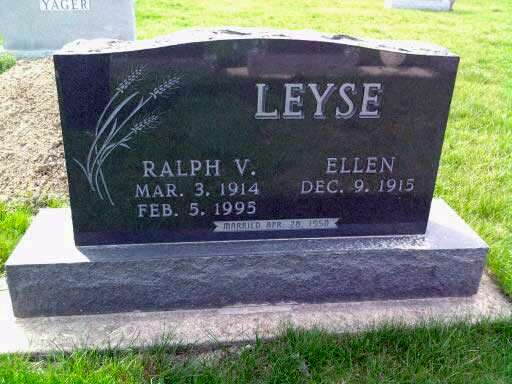 YAGER
LEYSE
RALPH V.
MAR. 3. 1914
FEB. 5. 1995
ELLEN
DEC. 9. 1915
MARRIED APR. 28, 1950